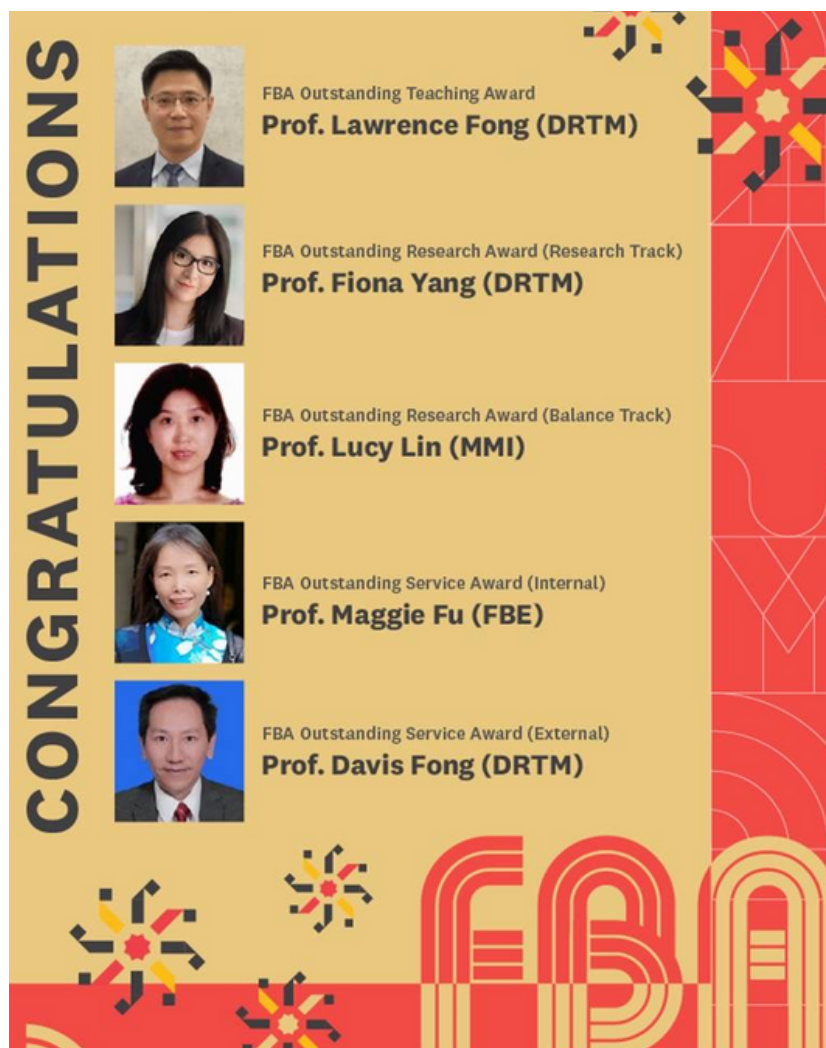 CONGRATULATIONS
FBA Outstanding Teaching Award
Prof. Lawrence Fong (DRTM)
FBA Outstanding Research Award (Research Track)
Prof. Fiona Yang (DRTM)
FBA Outstanding Research Award (Balance Track)
Prof. Lucy Lin (MMI)
FBA Outstanding Service Award (Internal)
Prof. Maggie Fu (FBE)
FBA Outstanding Service Award (External)
Prof. Davis Fong (DRTM)
FBA